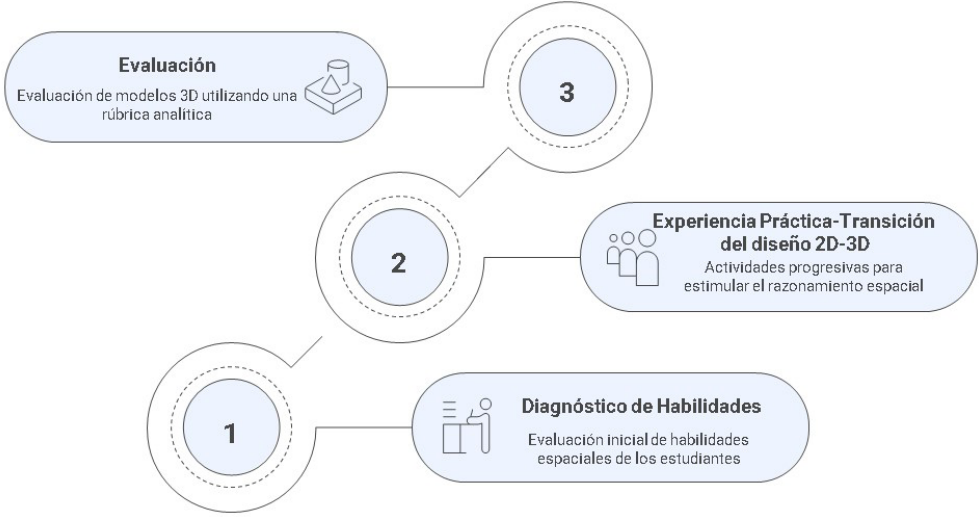 Evaluación
Evaluación de modelos 3D utilizando una
rúbrica analítica
3
Experiencia Práctica-Transición
del diseño 2D-3D
Actividades progresivas para
estimular el razonamiento espacial
2
1
Diagnóstico de Habilidades
Evaluación inicial de habilidades
espaciales de los estudiantes